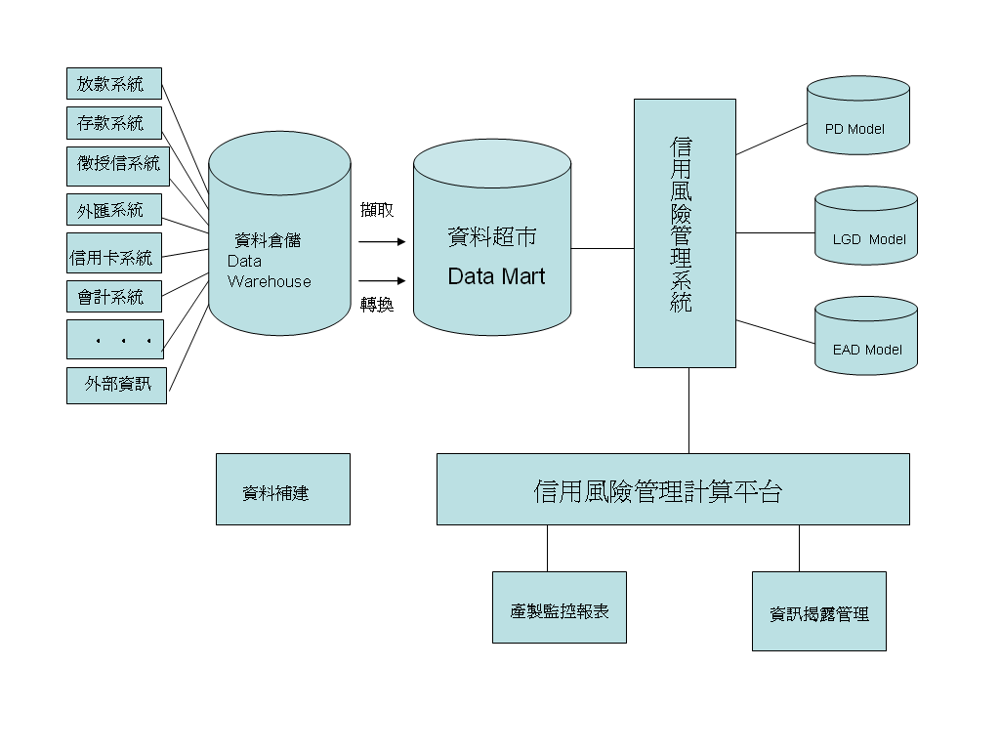 放款系統
存款系統
徵授信系統
外匯系統
信用卡系統
會計系統
・ ・ ・
外部資訊
資料倉儲
Data
Warehouse
擷取
轉換
資料超市
Data Mart
信用風險管理系統
PD Model
LGD Model
EAD Model
資料補建
信用風險管理計算平台
產製監控報表
資訊揭露管理